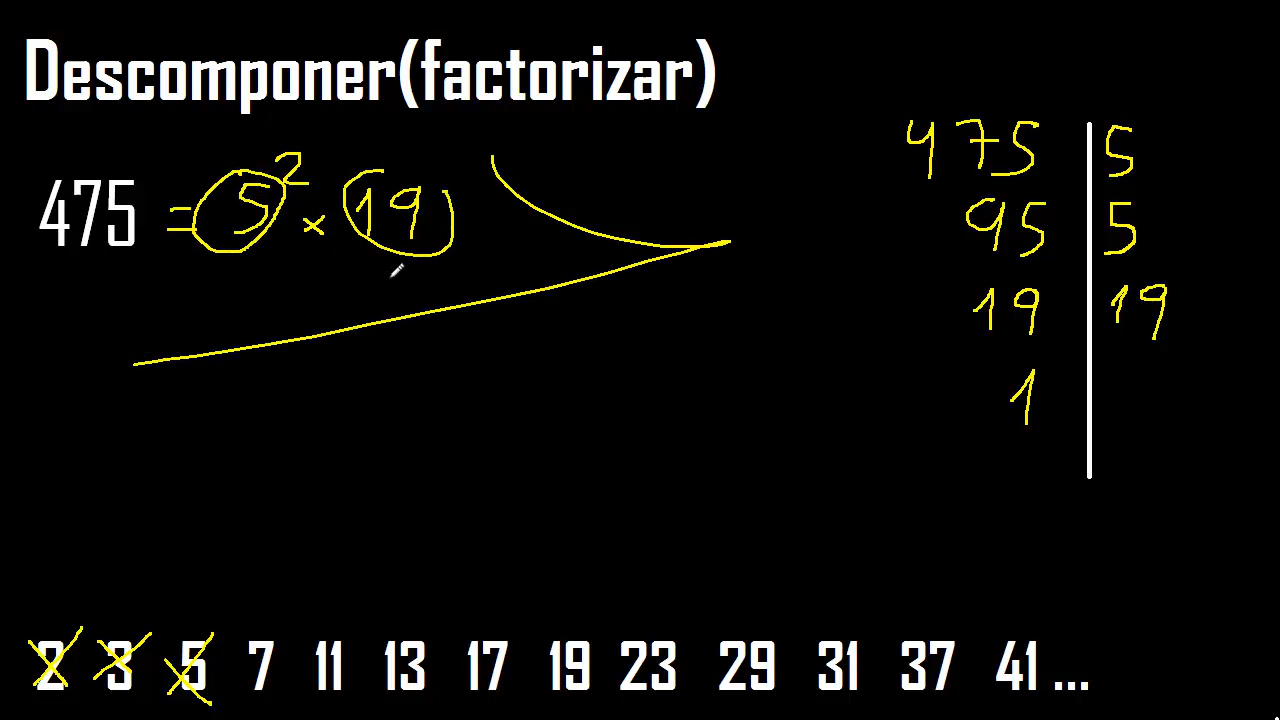 Descomponer(factorizar)
475 = 5² × 19
475 | 5
95 | 5
19 | 19
1
2 3 5 7 11 13 17 19 23 29 31 37 41 ...